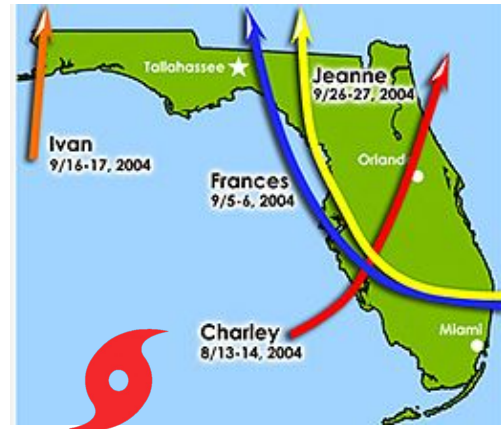 Tallahassee
Jeanne
9/26-27, 2004
Ivan
9/16-17, 2004
Orlando
Frances
9/5-6, 2004
Charley
8/13-14, 2004
Miami